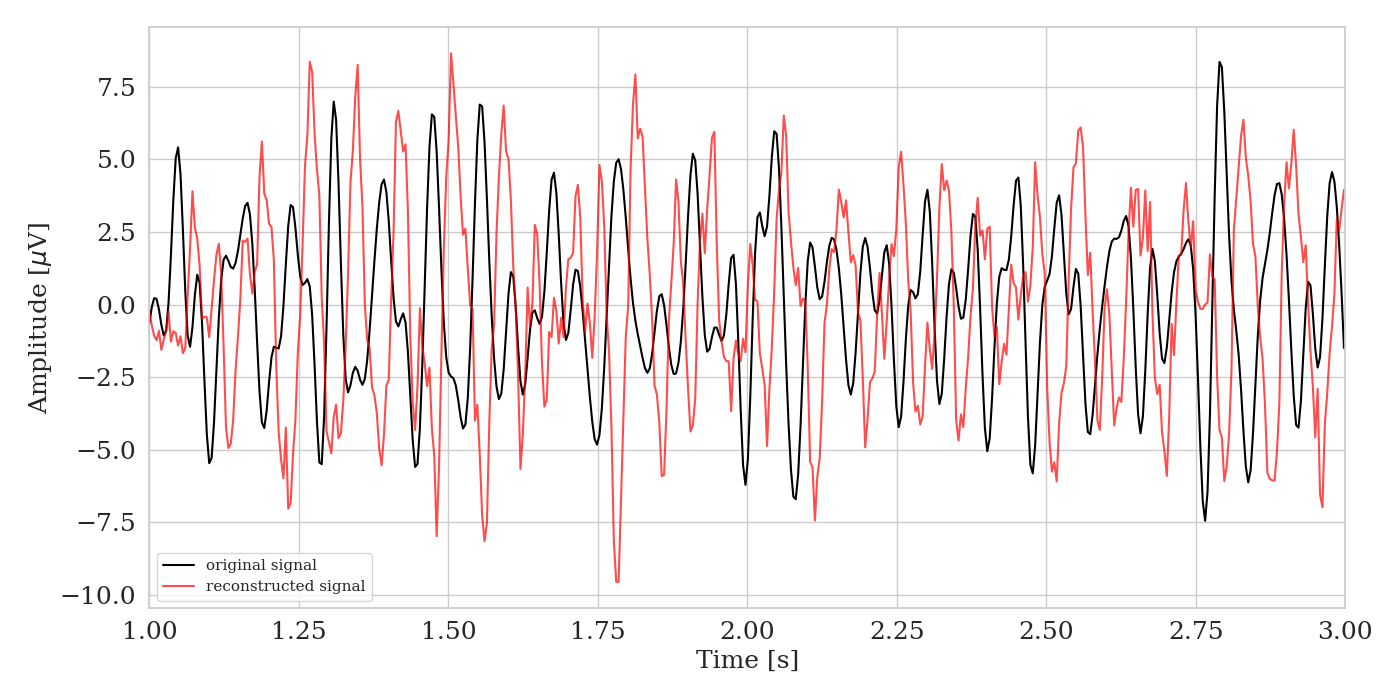 Amplitude [μV]
7.5
5.0
2.5
0.0
−2.5
−5.0
−7.5
−10.0
original signal
reconstructed signal
1.00 1.25 1.50 1.75 2.00 2.25 2.50 2.75 3.00
Time [s]